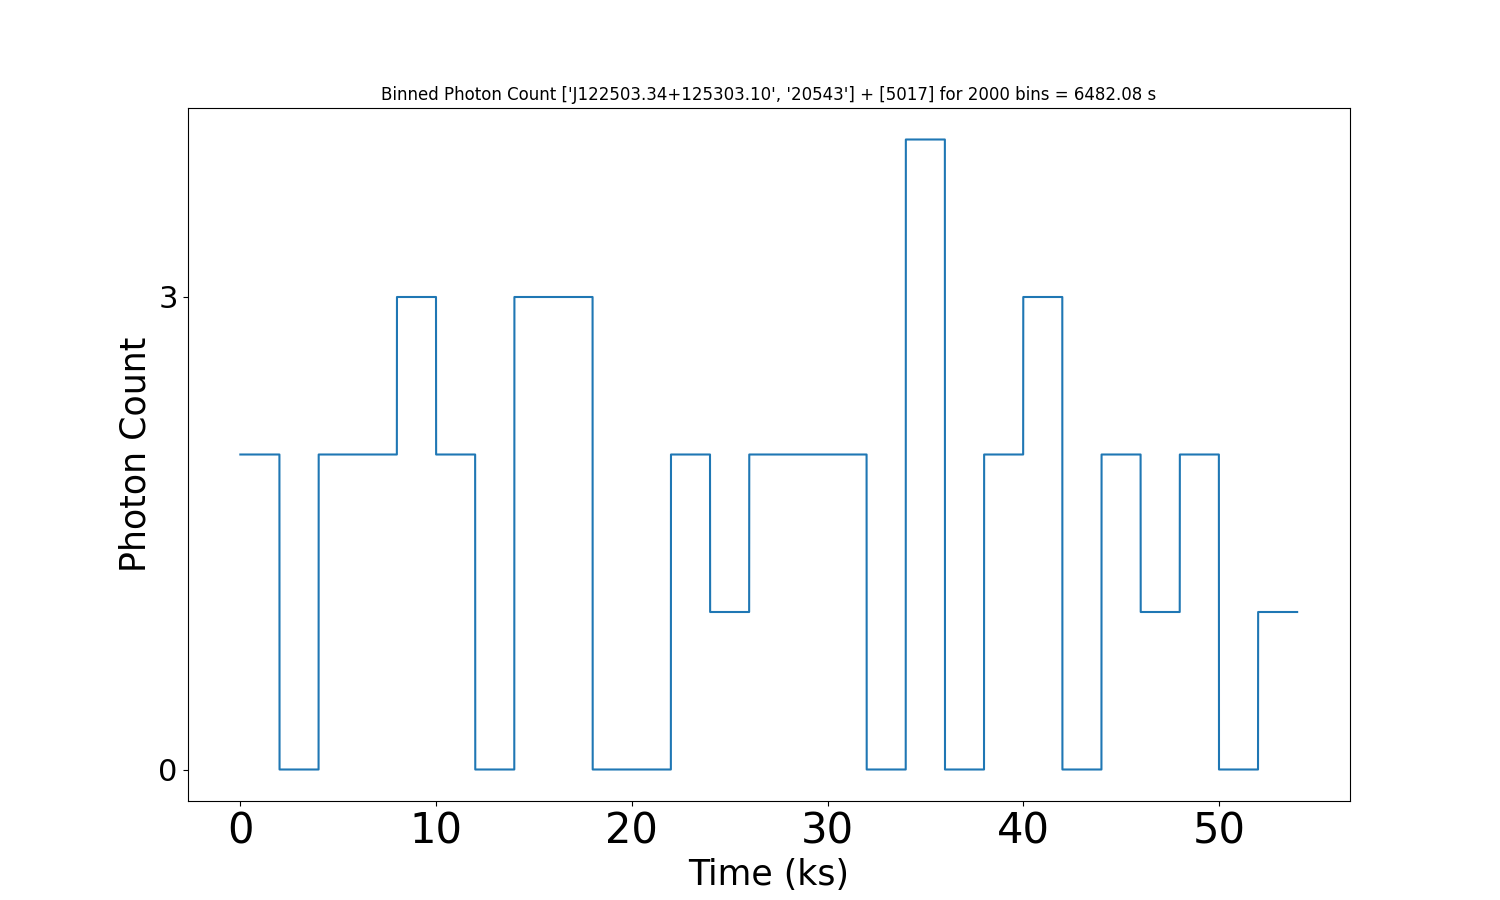 Binned Photon Count ['J122503.34+125303.10', '20543'] + [5017] for 2000 bins = 6482.08 s
Photon Count
3
0
0 10 20 30 40 50
Time (ks)